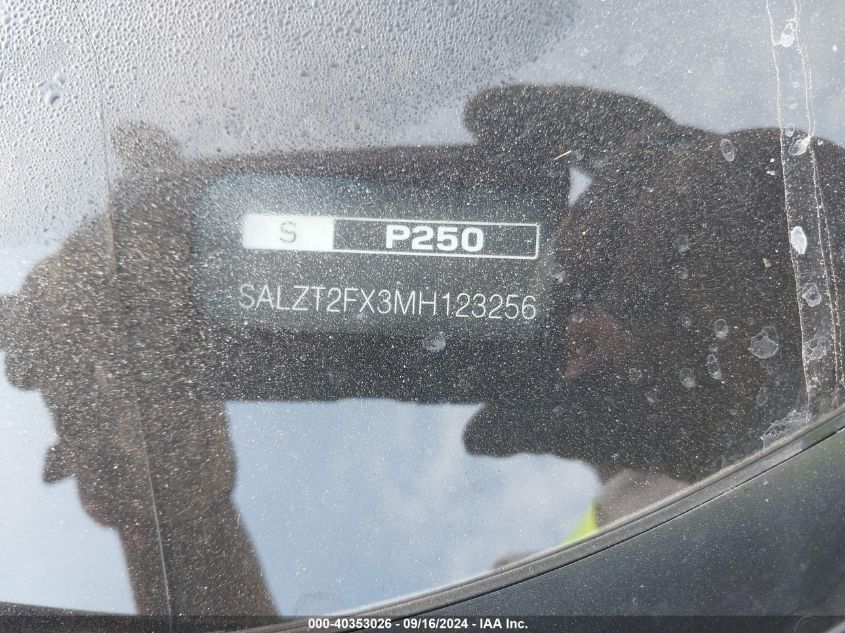 S P250
SALZT2FX3MH123256
000-40353026 - 09/16/2024 - IAA Inc.